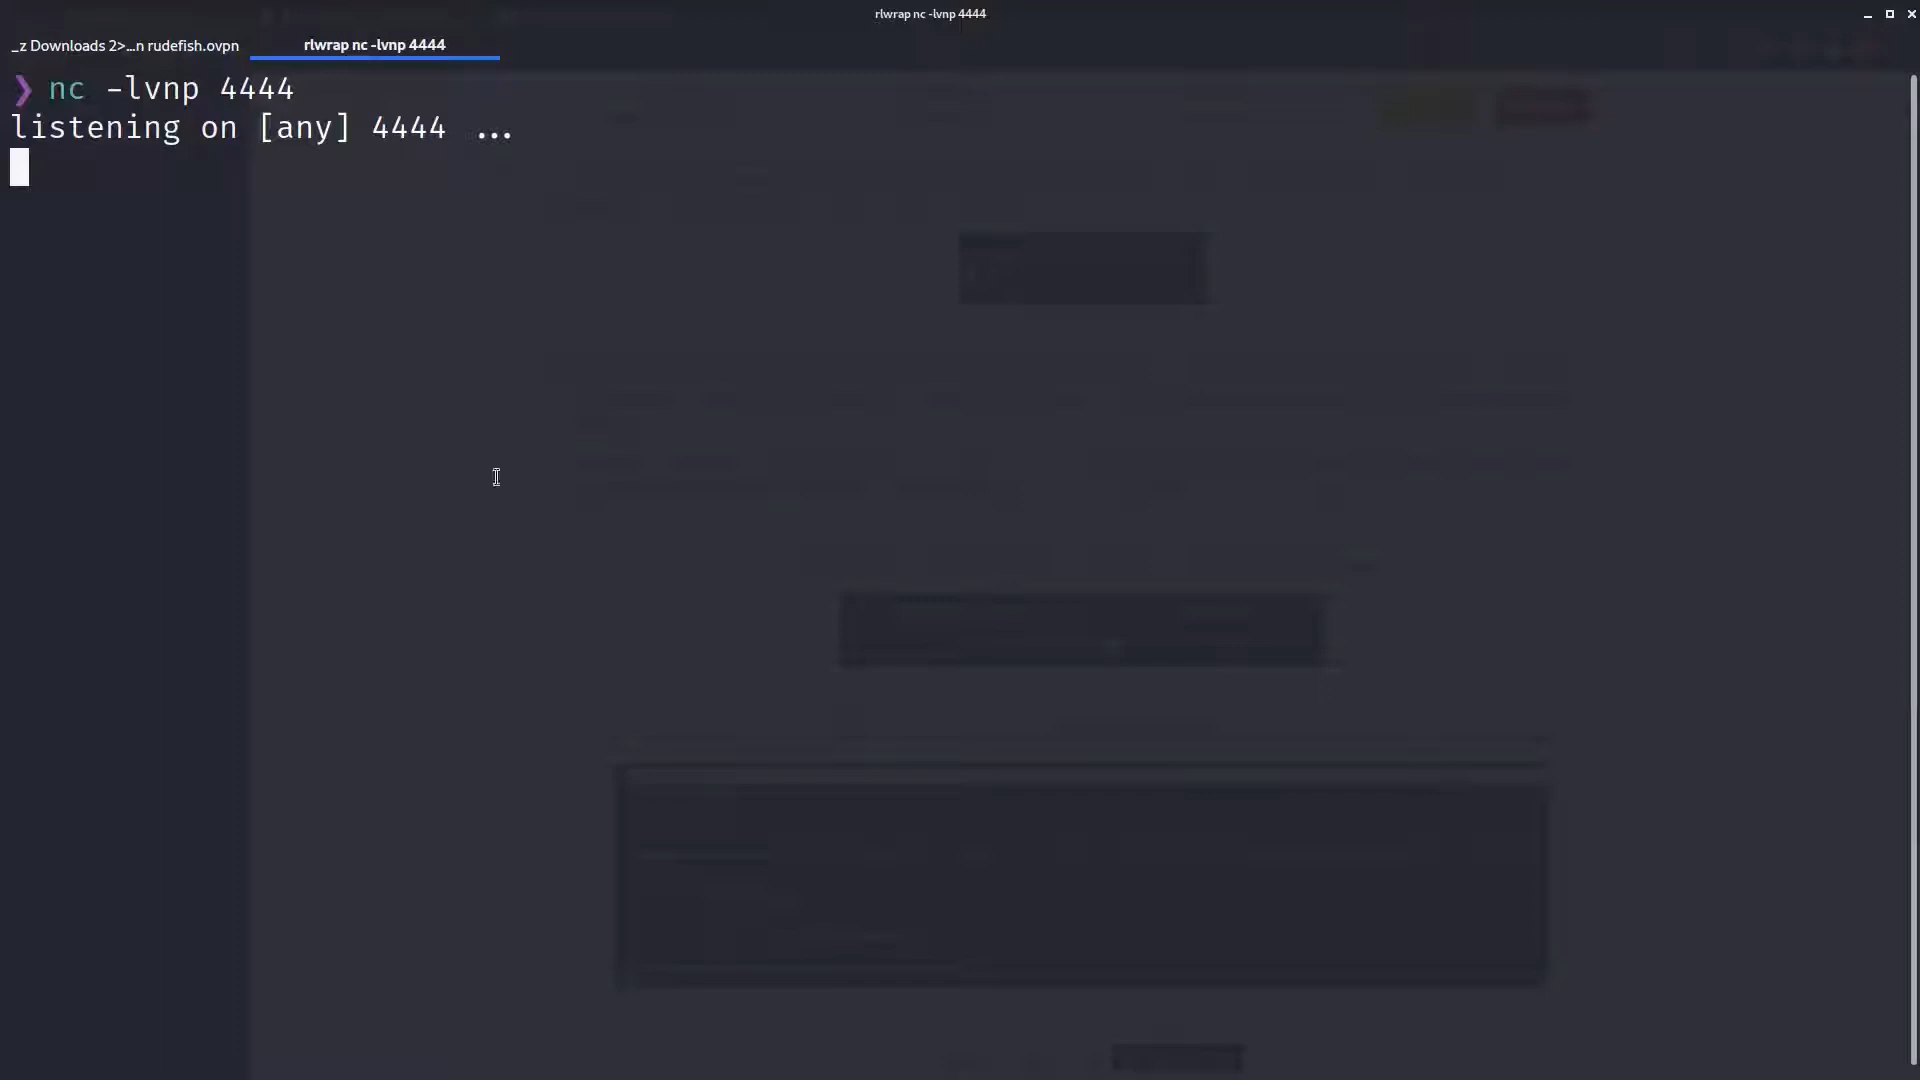 rlwrap nc -lvnp 4444
_z Downloads 2>...n rudefish.ovpn
rlwrap nc -lvnp 4444
❯ nc -lvnp 4444
listening on [any] 4444 ...